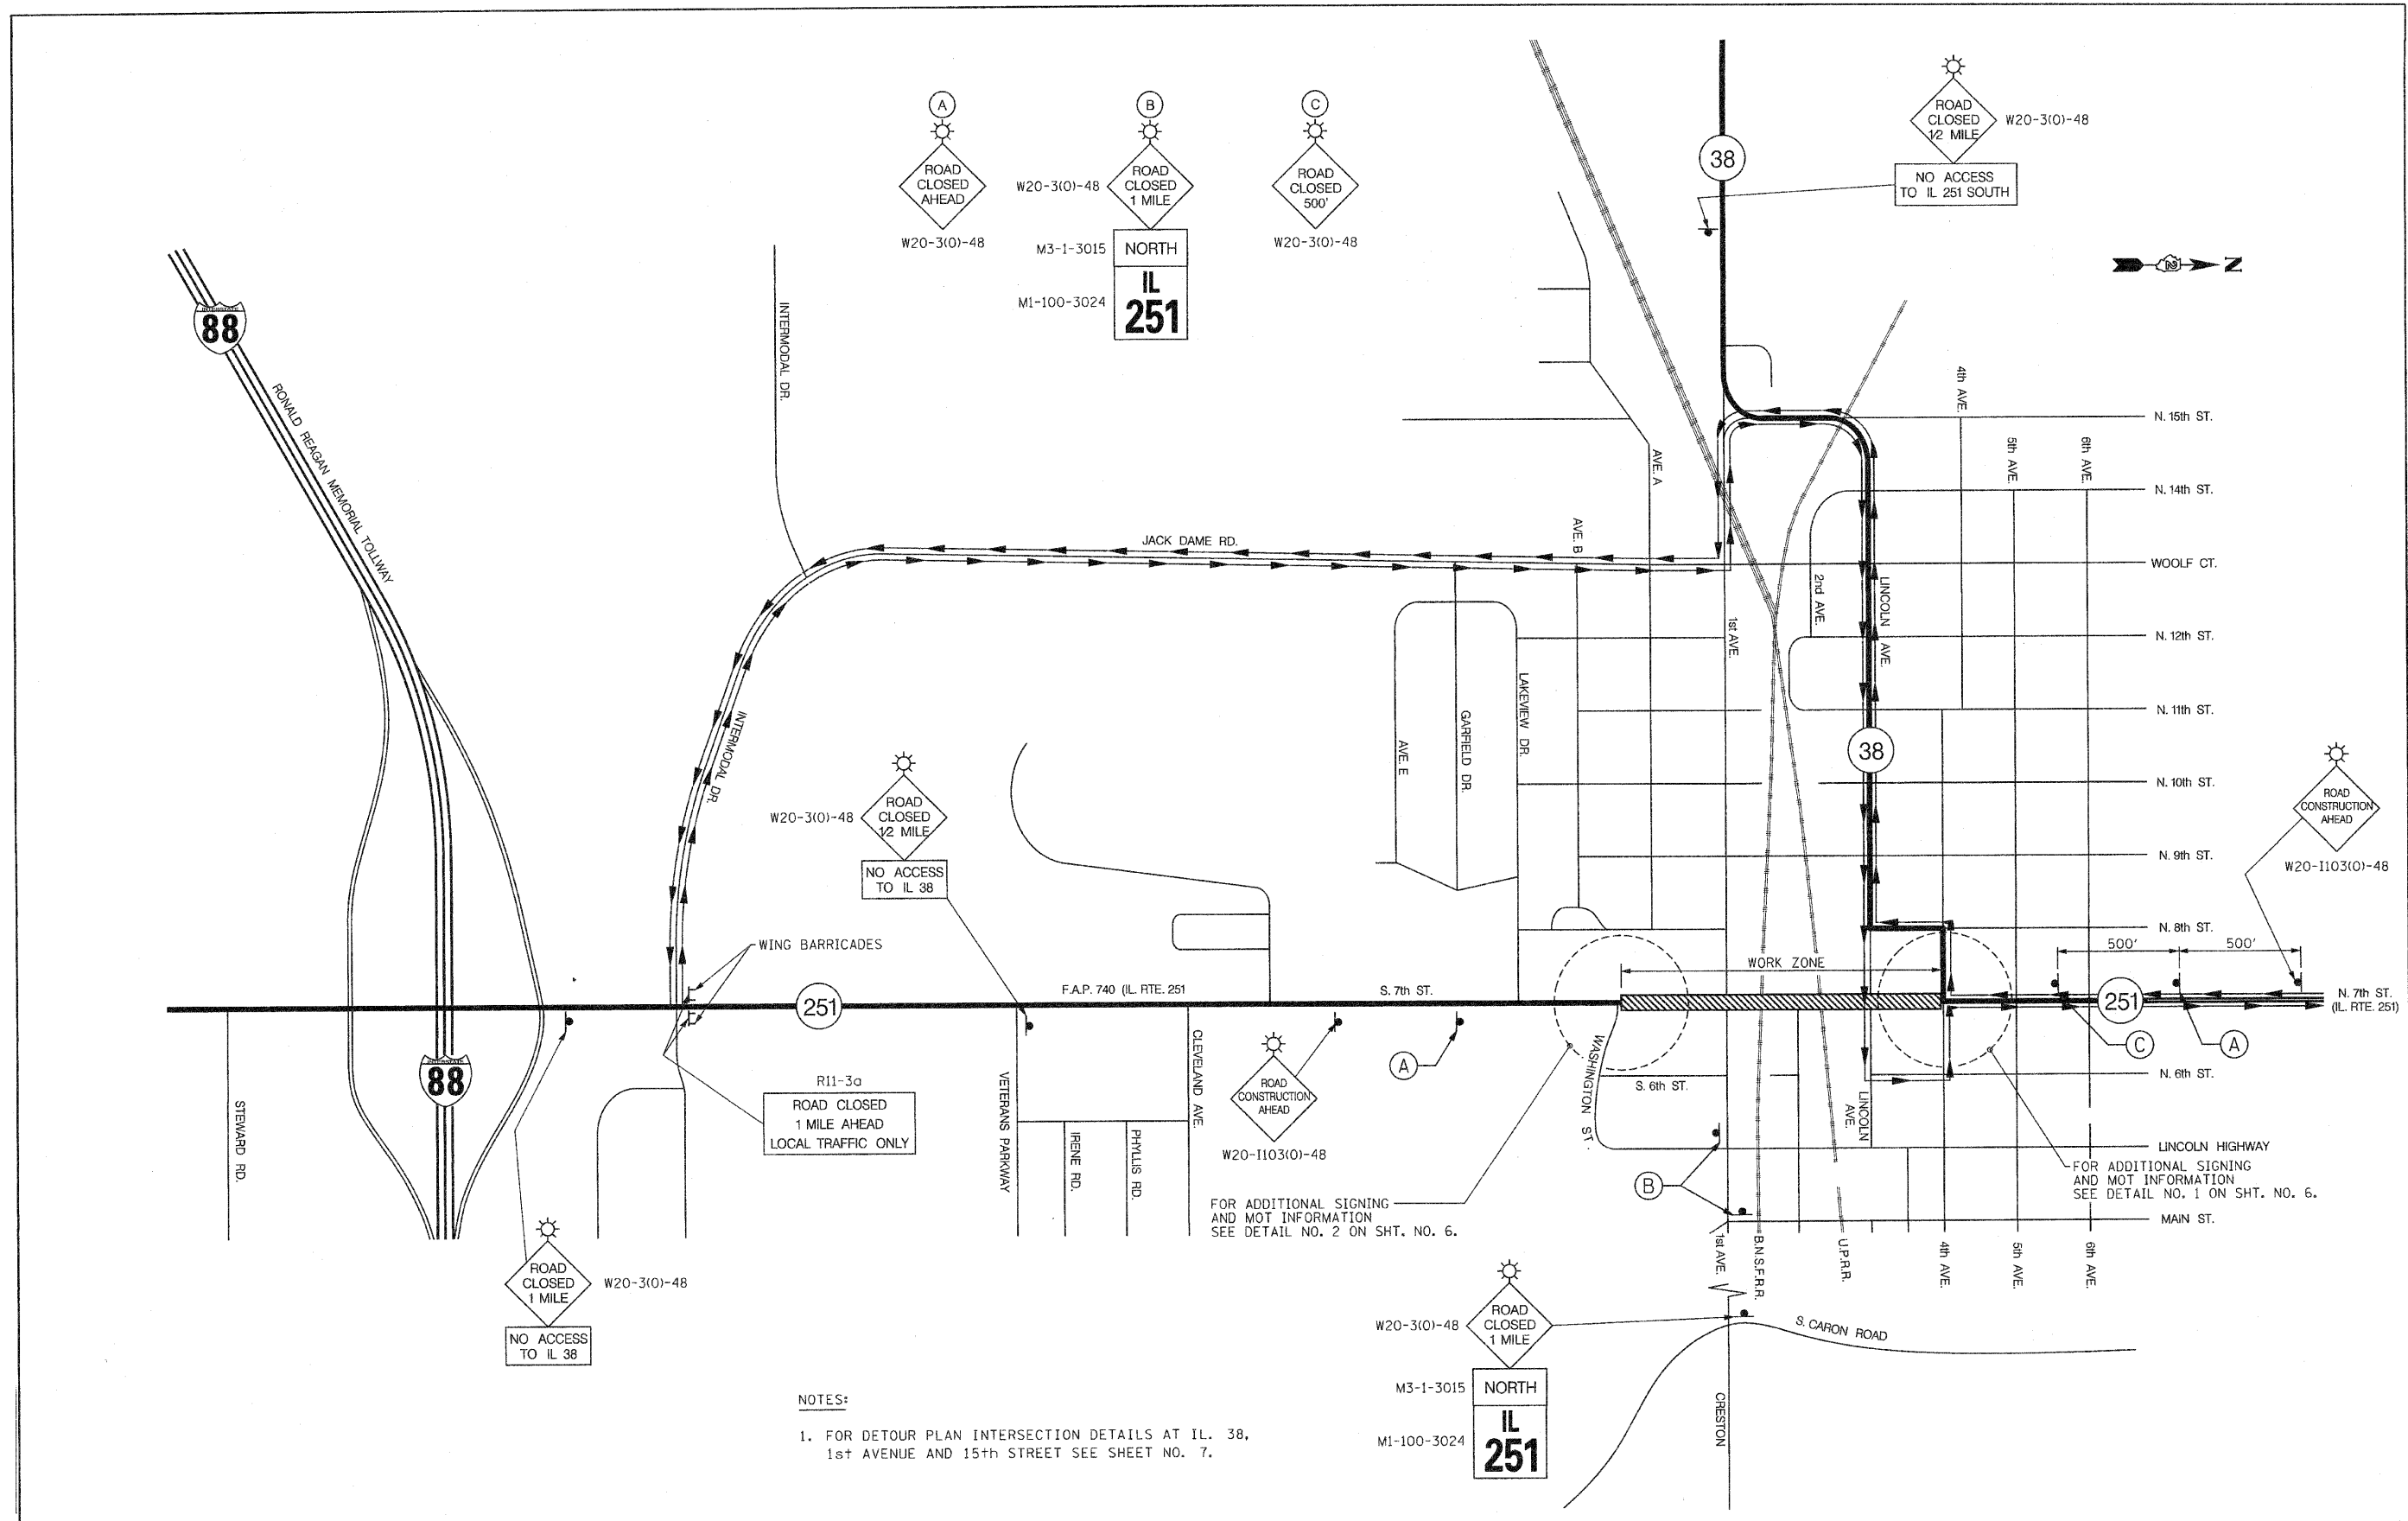 A
ROAD
CLOSED
AHEAD
W20-3(O)-48
B
W20-3(O)-48
ROAD
CLOSED
1 MILE
M3-1-3015
NORTH
M1-100-3024
IL
251
C
ROAD
CLOSED
500'
W20-3(O)-48
38
ROAD
CLOSED
1/2 MILE
W20-3(O)-48
NO ACCESS
TO IL 251 SOUTH
N
INTERSTATE
88
RONALD REAGAN MEMORIAL TOLLWAY
INTERMODAL DR.
JACK DAME RD.
AVE. B
AVE. A
4th AVE.
5th AVE.
6th AVE.
N. 15th ST.
N. 14th ST.
WOOLF CT.
N. 12th ST.
N. 11th ST.
N. 10th ST.
N. 9th ST.
N. 8th ST.
1st AVE.
2nd AVE.
LINCOLN AVE.
38
AVE. E
GARFIELD DR.
LAKEVIEW DR.
INTERMODAL DR.
W20-3(O)-48
ROAD
CLOSED
1/2 MILE
NO ACCESS
TO IL 38
ROAD
CONSTRUCTION
AHEAD
W20-I103(O)-48
500'
500'
WING BARRICADES
WORK ZONE
251
F.A.P. 740 (IL. RTE. 251
S. 7th ST.
251
N. 7th ST.
(IL. RTE. 251)
C
A
A
N. 6th ST.
S. 6th ST.
WASHINGTON ST.
LINCOLN
AVE.
LINCOLN HIGHWAY
FOR ADDITIONAL SIGNING
AND MOT INFORMATION
SEE DETAIL NO. 1 ON SHT. NO. 6.
MAIN ST.
INTERSTATE
88
STEWARD RD.
R11-3a
ROAD CLOSED
1 MILE AHEAD
LOCAL TRAFFIC ONLY
VETERANS PARKWAY
IRENE RD.
PHYLLIS RD.
CLEVELAND AVE.
ROAD
CONSTRUCTION
AHEAD
W20-I103(O)-48
FOR ADDITIONAL SIGNING
AND MOT INFORMATION
SEE DETAIL NO. 2 ON SHT. NO. 6.
B
1st AVE.
B.N.S.F.R.R.
U.P.R.R.
4th AVE.
5th AVE.
6th AVE.
ROAD
CLOSED
1 MILE
W20-3(O)-48
NO ACCESS
TO IL 38
W20-3(O)-48
ROAD
CLOSED
1 MILE
M3-1-3015
NORTH
M1-100-3024
IL
251
S. CARON ROAD
CRESTON
NOTES:
1. FOR DETOUR PLAN INTERSECTION DETAILS AT IL. 38,
1st AVENUE AND 15th STREET SEE SHEET NO. 7.